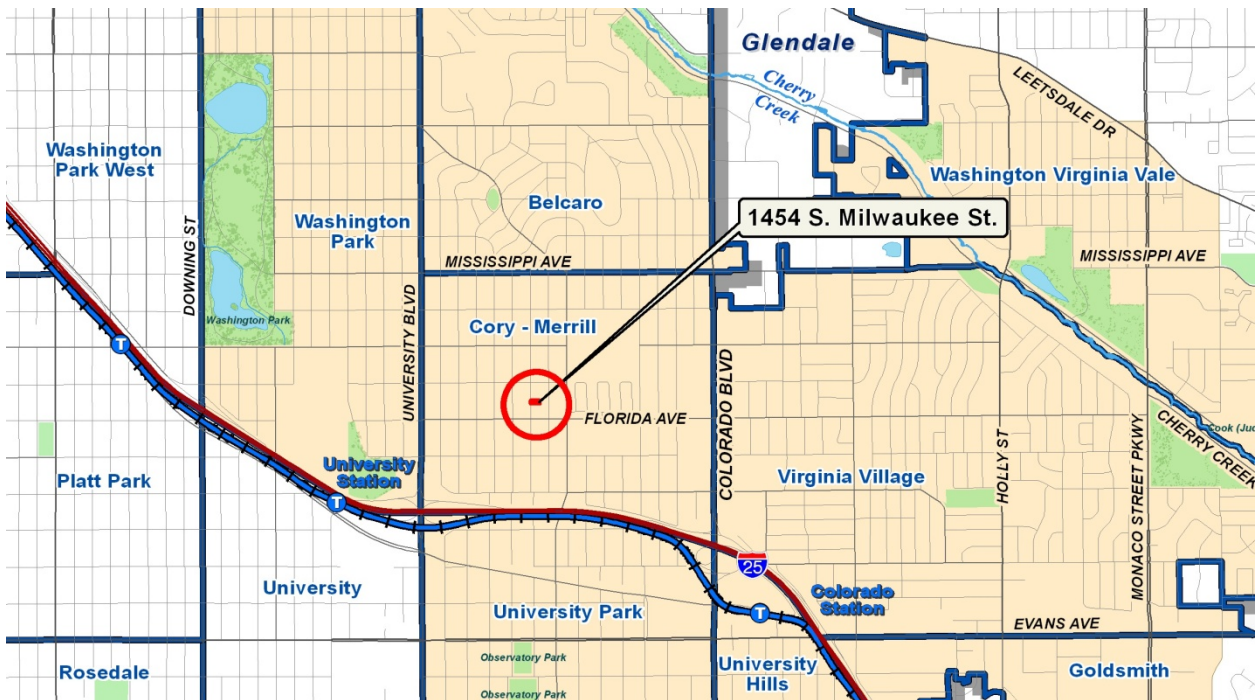 Glendale
Cherry
Creek
LEETSDALE DR
Washington
Park West
Washington Virginia Vale
Belcaro
Washington
Park
1454 S. Milwaukee St.
DOWNING ST
MISSISSIPPI AVE
MISSISSIPPI AVE
Washington Park
Cory - Merrill
UNIVERSITY BLVD
COLORADO BLVD
FLORIDA AVE
T
HOLLY ST
MONACO STREET PKWY
CHERRY CREEK
Cook (Juc
University
Station
Platt Park
Virginia Village
T
25
University
Colorado
Station
University Park
T
EVANS AVE
Rosedale
Observatory Park
Observatory Park
University
Hills
Goldsmith